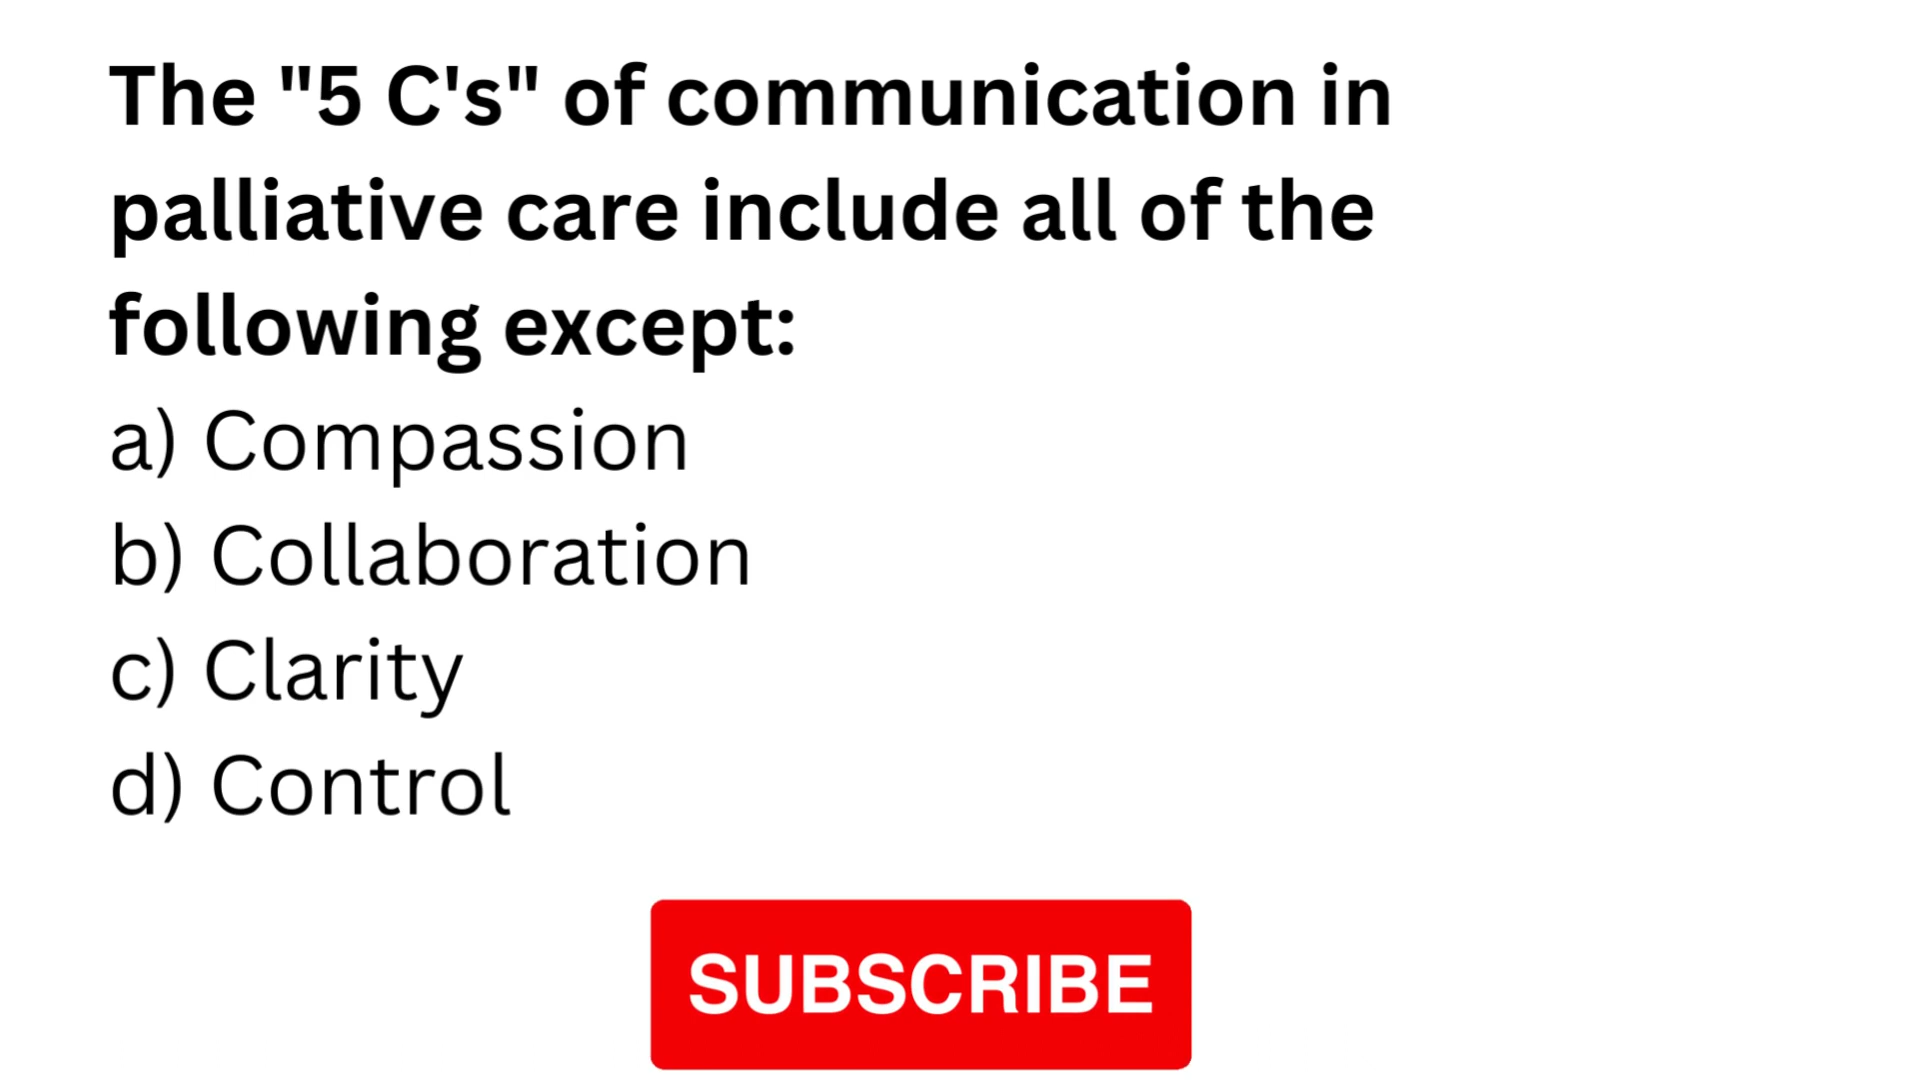 The "5 C's" of communication in
palliative care include all of the
following except:
a) Compassion
b) Collaboration
c) Clarity
d) Control
SUBSCRIBE